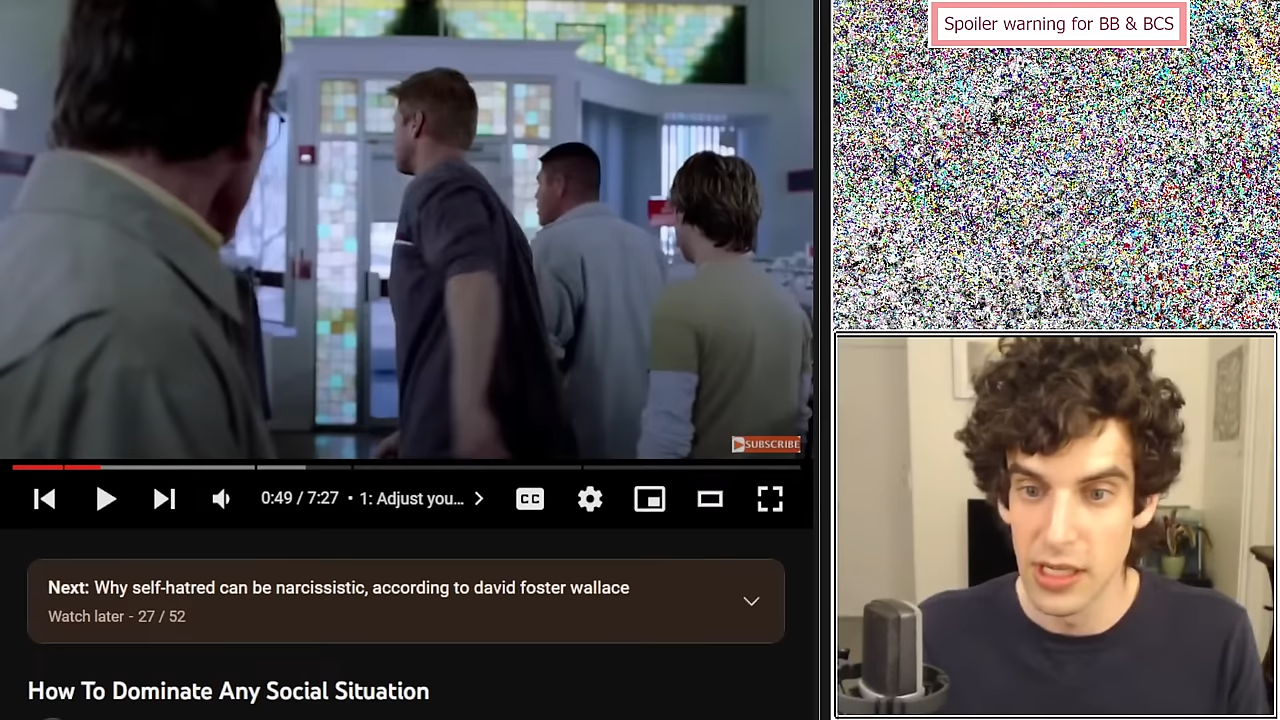 Spoiler warning for BB & BCS
SUBSCRIBE
0:49 / 7:27 • 1: Adjust you...
CC
Next: Why self-hatred can be narcissistic, according to david foster wallace
Watch later - 27 / 52
How To Dominate Any Social Situation